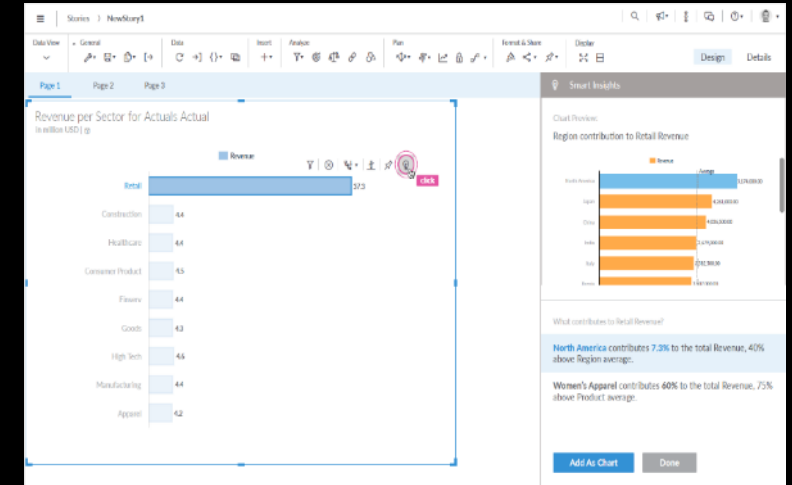 Stories > NewStory1
Data View
General
Data
Insert
Analyze
Plan
Format & Share
Display
Design
Details
Page 1
Page 2
Page 3
Revenue per Sector for Actuals Actual
in million USD |
Revenue
click
Retail
37.3
Construction
4.4
Healthcare
4.4
Consumer Product
4.5
4.4
Goods
4.3
High Tech
4.6
Manufacturing
4.4
Apparel
4.2
Smart Insights
Chart Preview:
Region contribution to Retail Revenue
Revenue
Average
North America
China
India
Italy
What contributes to Retail Revenue?
North America contributes 7.3% to the total Revenue, 40%
above Region average.
Women's Apparel contributes 60% to the total Revenue, 75%
above Product average.
Add As Chart
Done